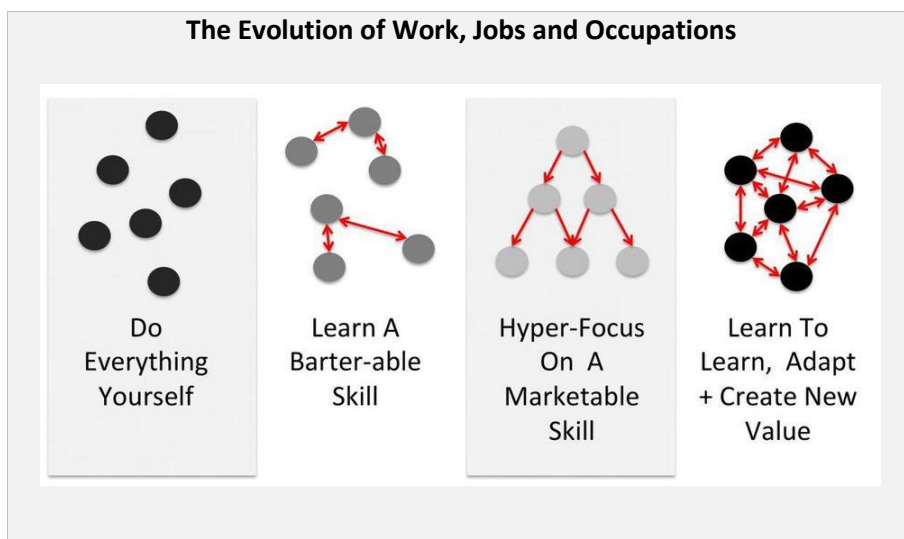 The Evolution of Work, Jobs and Occupations
Do
Everything
Yourself
Learn A
Barter-able
Skill
Hyper-Focus
On A
Marketable
Skill
Learn To
Learn, Adapt
+ Create New
Value